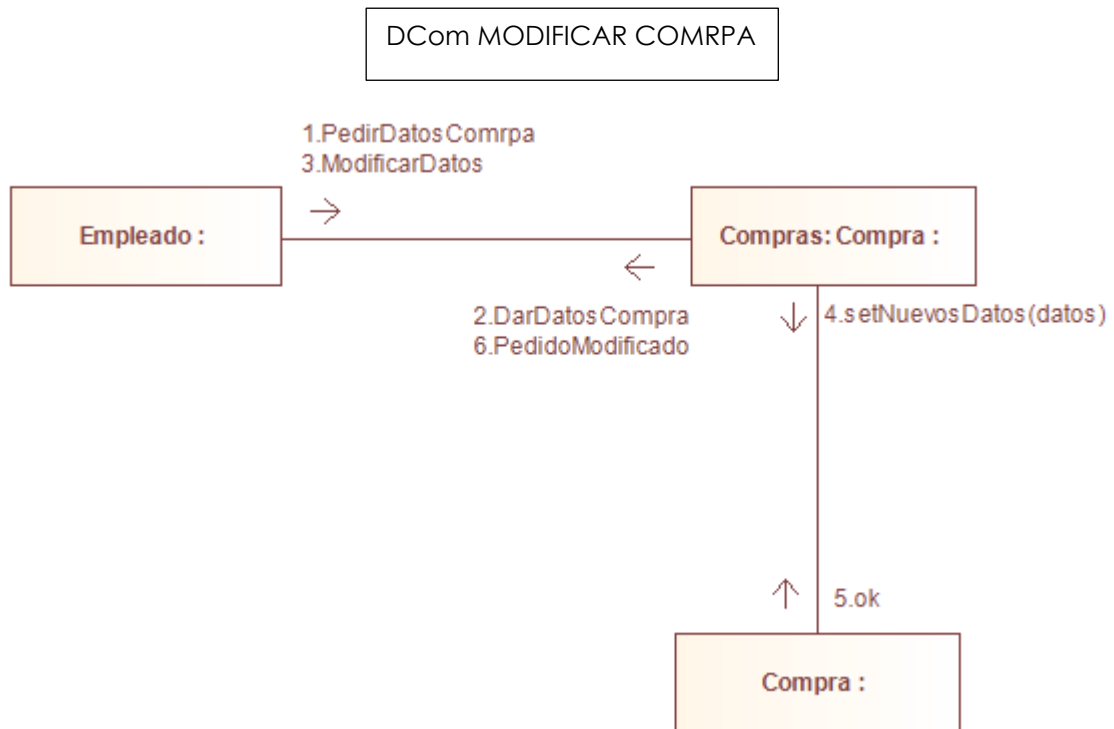 DCom MODIFICAR COMRPA
1.PedirDatosComrpa
3.ModificarDatos
Empleado :
Compras: Compra :
2.DarDatosCompra
6.PedidoModificado
4.setNuevosDatos(datos)
5.ok
Compra :